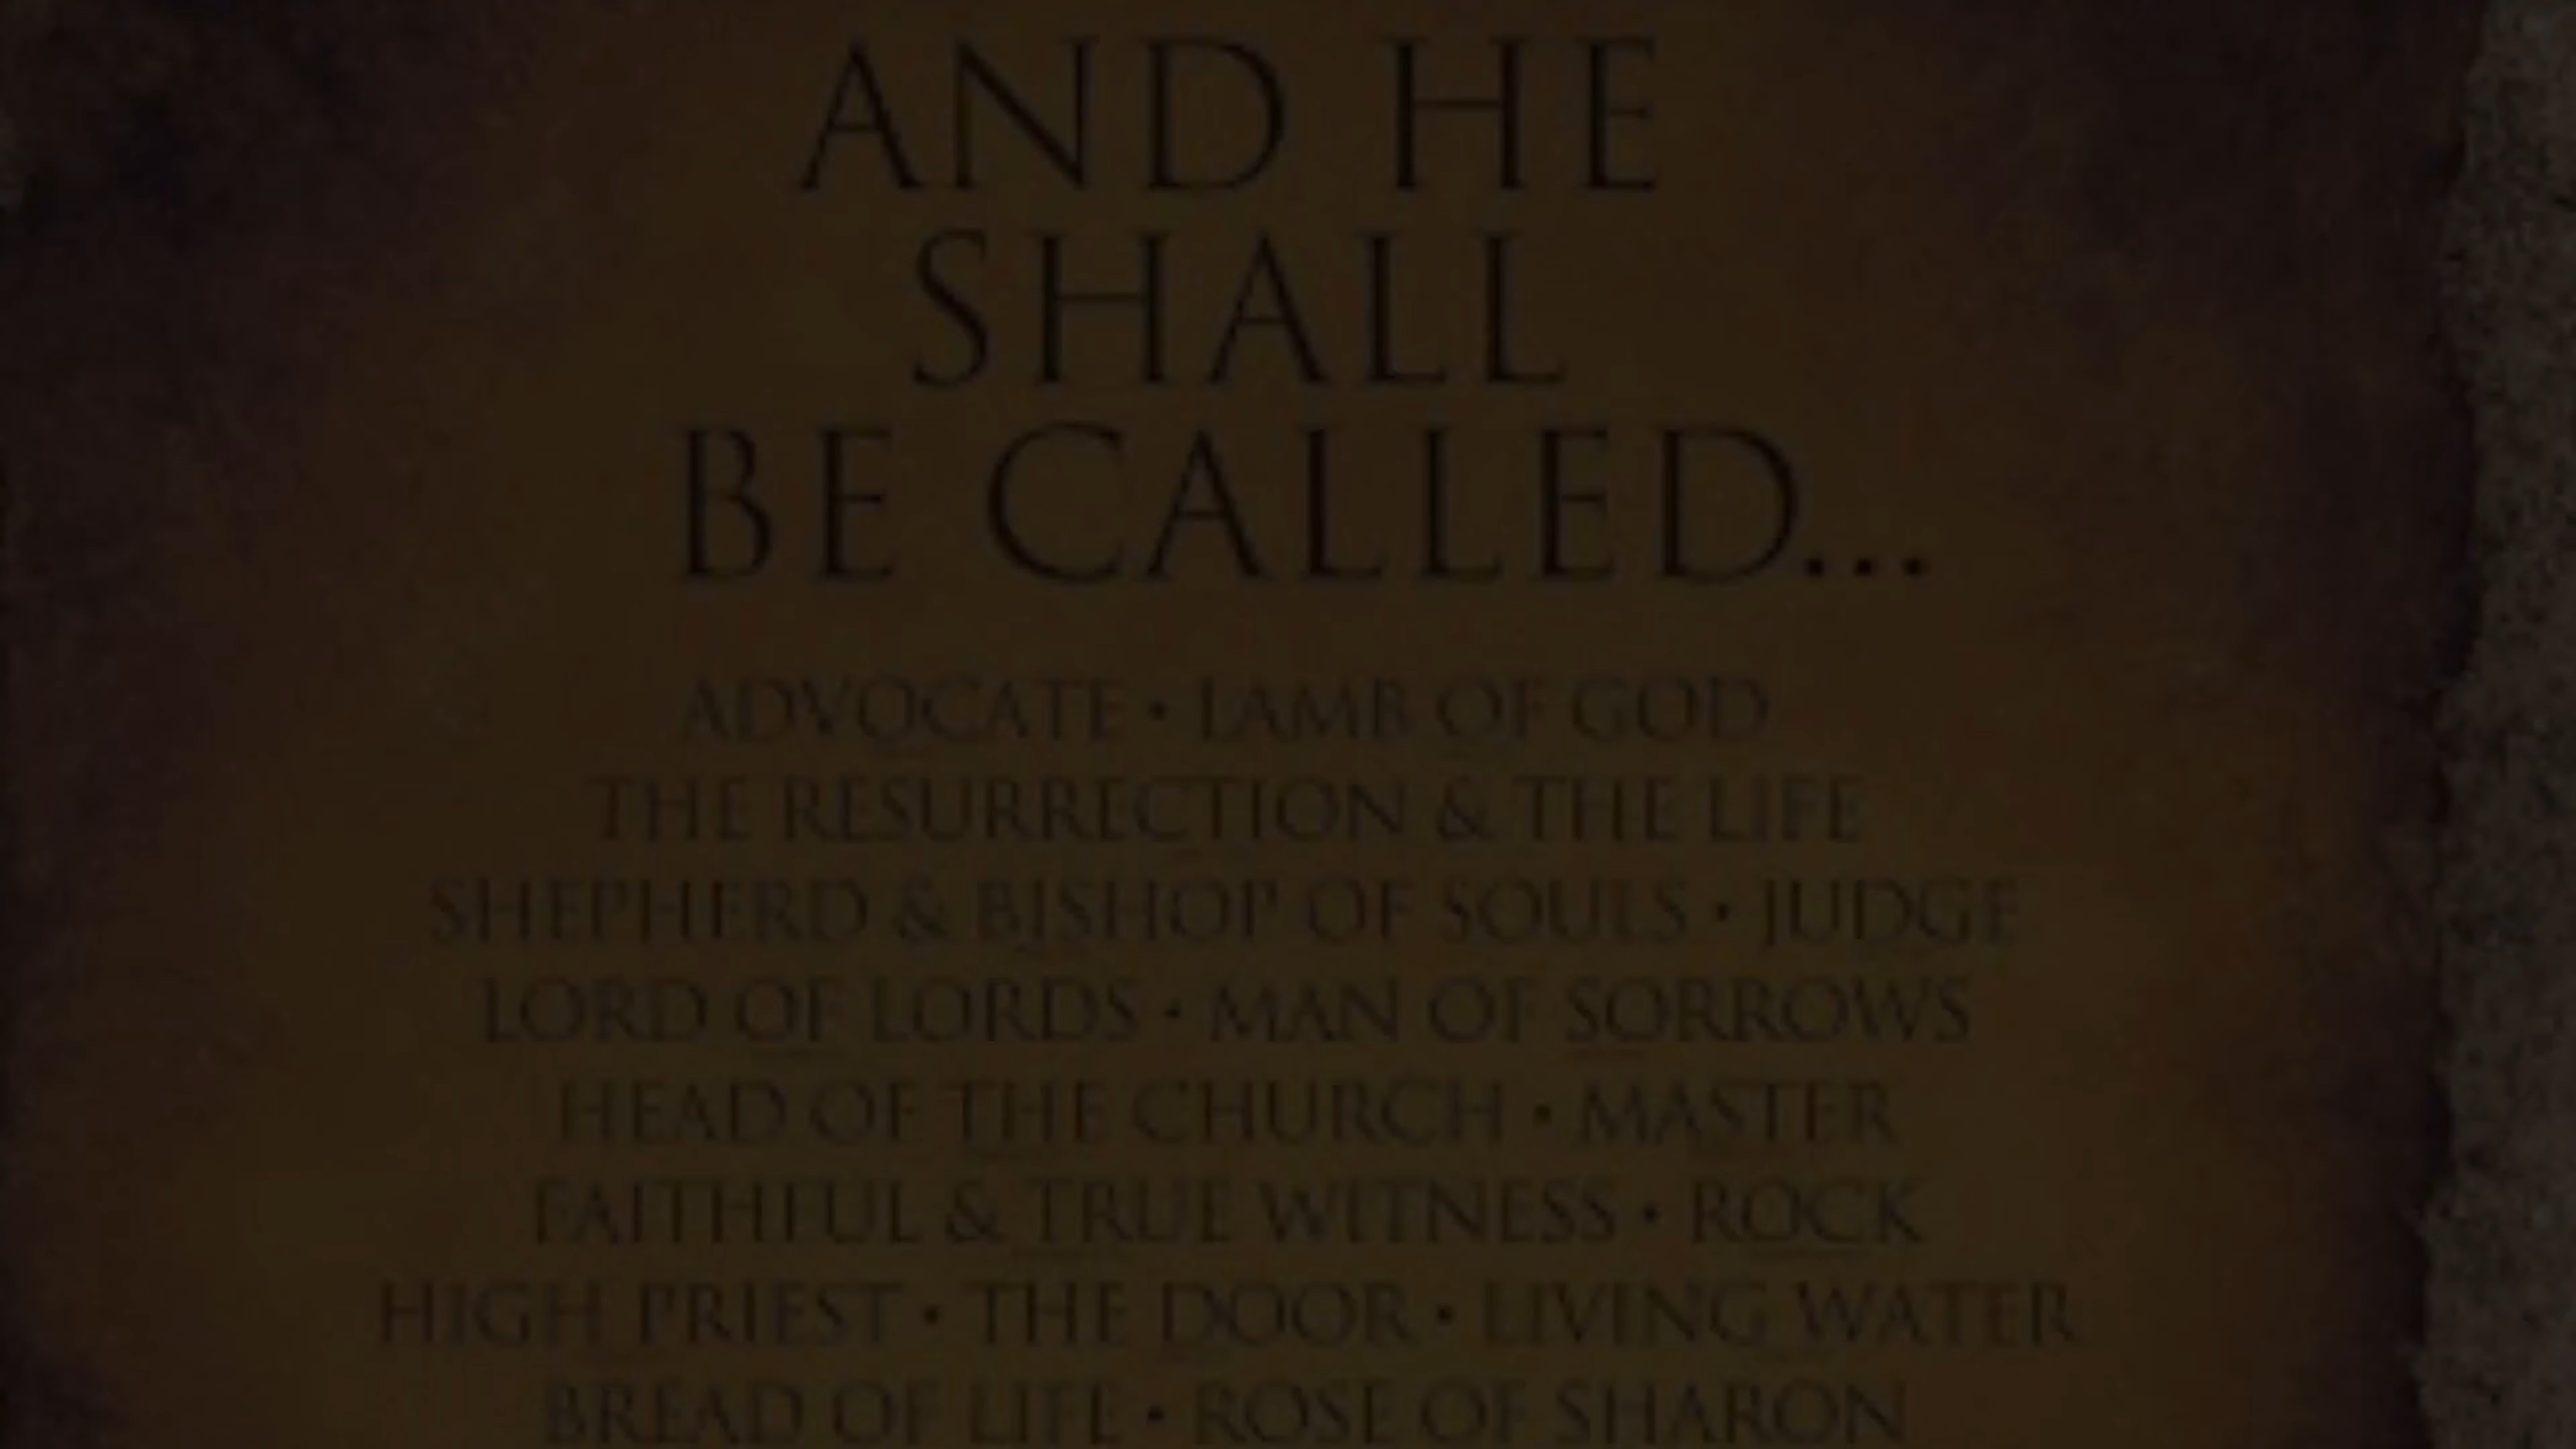 AND HE
SHALL
BE CALLED...
ADVOCATE • LAMB OF GOD
THE RESURRECTION & THE LIFE
SHEPHERD & BISHOP OF SOULS • JUDGE
LORD OF LORDS • MAN OF SORROWS
HEAD OF THE CHURCH • MASTER
FAITHFUL & TRUE WITNESS • ROCK
HIGH PRIEST • THE DOOR • LIVING WATER
BREAD OF LIFE • ROSE OF SHARON